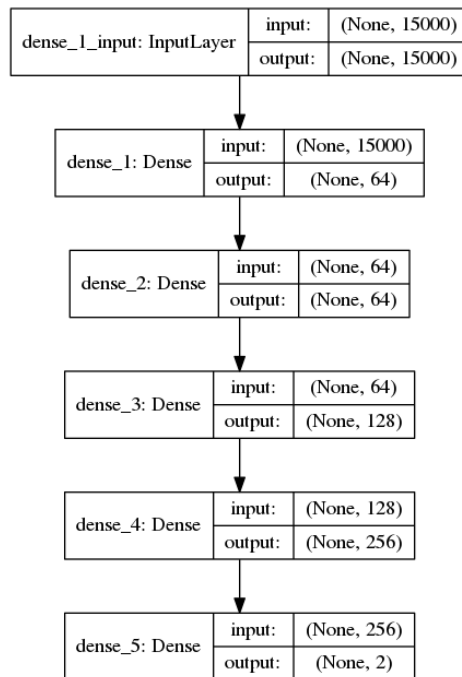 dense_1_input: InputLayer
input: (None, 15000)
output: (None, 15000)
dense_1: Dense
input: (None, 15000)
output: (None, 64)
dense_2: Dense
input: (None, 64)
output: (None, 64)
dense_3: Dense
input: (None, 64)
output: (None, 128)
dense_4: Dense
input: (None, 128)
output: (None, 256)
dense_5: Dense
input: (None, 256)
output: (None, 2)